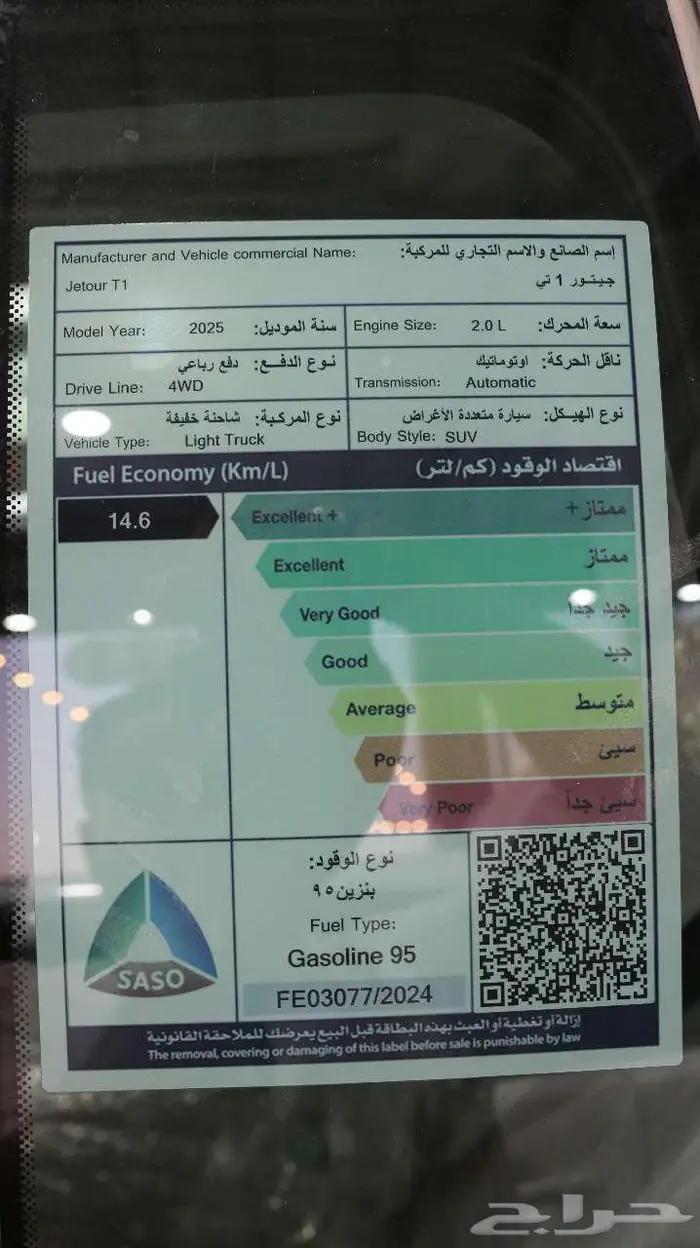 Manufacturer and Vehicle commercial Name: إسم الصانع والاسم التجاري للمركبة:
Jetour T1 جيتور 1 تي
Model Year: 2025 سنة الموديل:
Engine Size: 2.0 L سعة المحرك:
نوع الدفع: دفع رباعي
Drive Line: 4WD
ناقل الحركة: اوتوماتيك
Transmission: Automatic
نوع المركبة: شاحنة خفيفة
Vehicle Type: Light Truck
نوع الهيكل: سيارة متعددة الأغراض
Body Style: SUV
Fuel Economy (Km/L) اقتصاد الوقود (كم/لتر)
14.6
Excellent + ممتاز+
Excellent ممتاز
Very Good جيد جداً
Good جيد
Average متوسط
Poor سيئ
Very Poor سيئ جداً
SASO
نوع الوقود:
بنزين ٩٥
Fuel Type:
Gasoline 95
FE03077/2024
إزالة أو تغطية أو العبث بهذه البطاقة قبل البيع يعرضك للملاحقة القانونية
The removal, covering or damaging of this label before sale is punishable by law
حراج